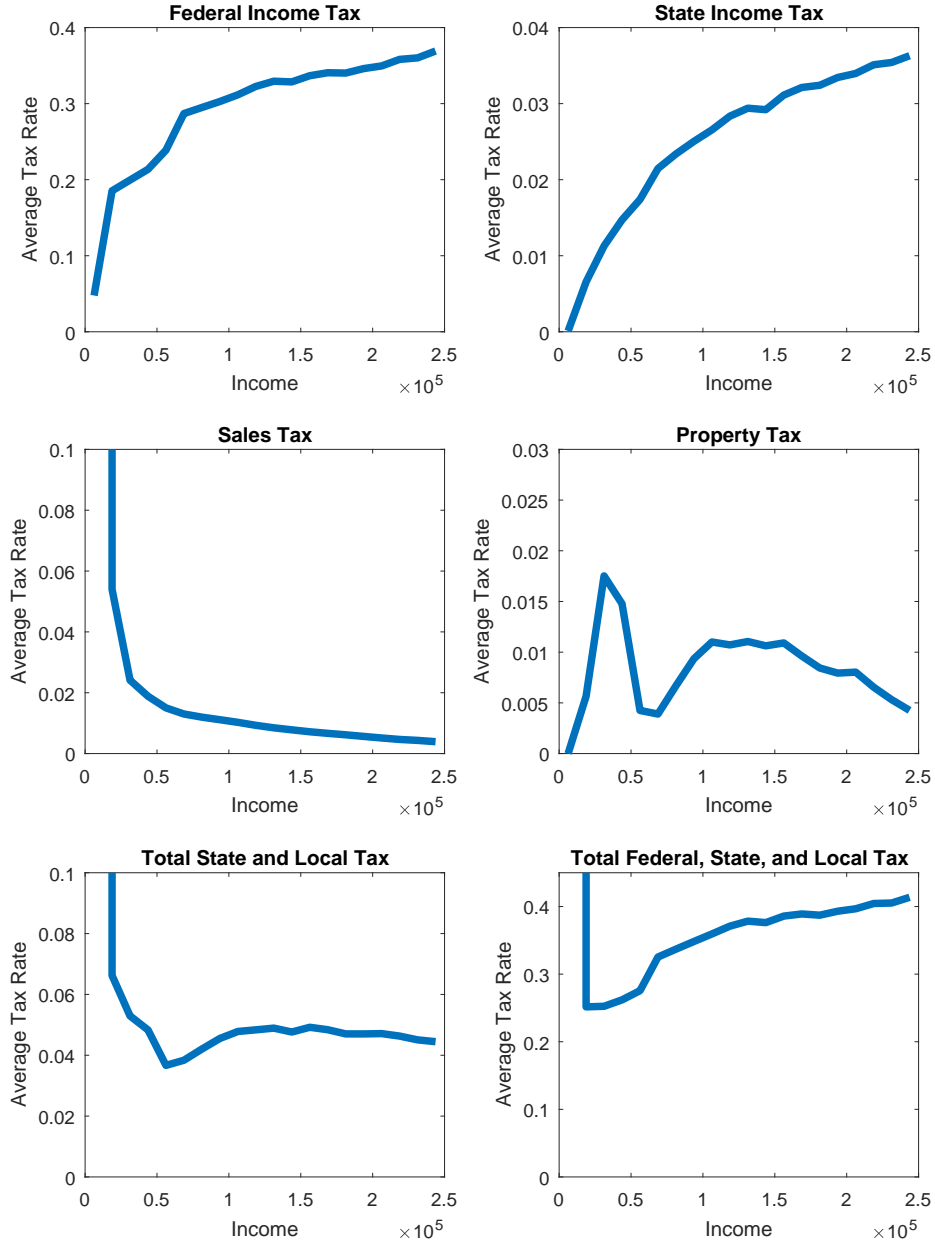 Federal Income Tax
Average Tax Rate
0.4
0.3
0.2
0.1
0
0 0.5 1 1.5 2 2.5
Income ×10^5
State Income Tax
Average Tax Rate
0.04
0.03
0.02
0.01
0
0 0.5 1 1.5 2 2.5
Income ×10^5
Sales Tax
Average Tax Rate
0.1
0.08
0.06
0.04
0.02
0
0 0.5 1 1.5 2 2.5
Income ×10^5
Property Tax
Average Tax Rate
0.03
0.025
0.02
0.015
0.01
0.005
0
0 0.5 1 1.5 2 2.5
Income ×10^5
Total State and Local Tax
Average Tax Rate
0.1
0.08
0.06
0.04
0.02
0
0 0.5 1 1.5 2 2.5
Income ×10^5
Total Federal, State, and Local Tax
Average Tax Rate
0.4
0.3
0.2
0.1
0
0 0.5 1 1.5 2 2.5
Income ×10^5